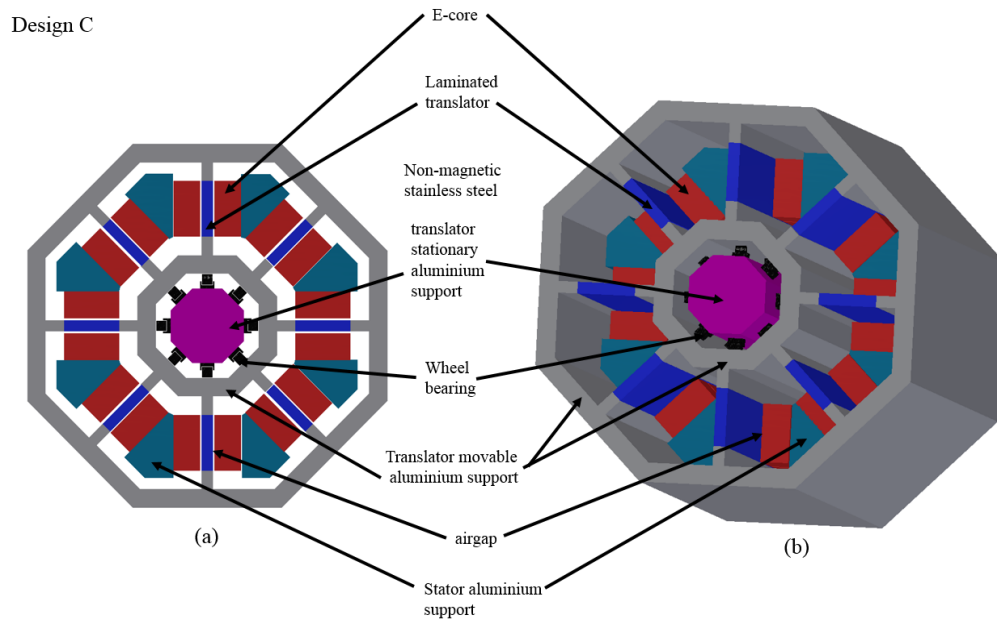 Design C
E-core
Laminated
translator
Non-magnetic
stainless steel
translator
stationary
aluminium
support
Wheel
bearing
Translator movable
aluminium support
airgap
Stator aluminium
support
(a)
(b)